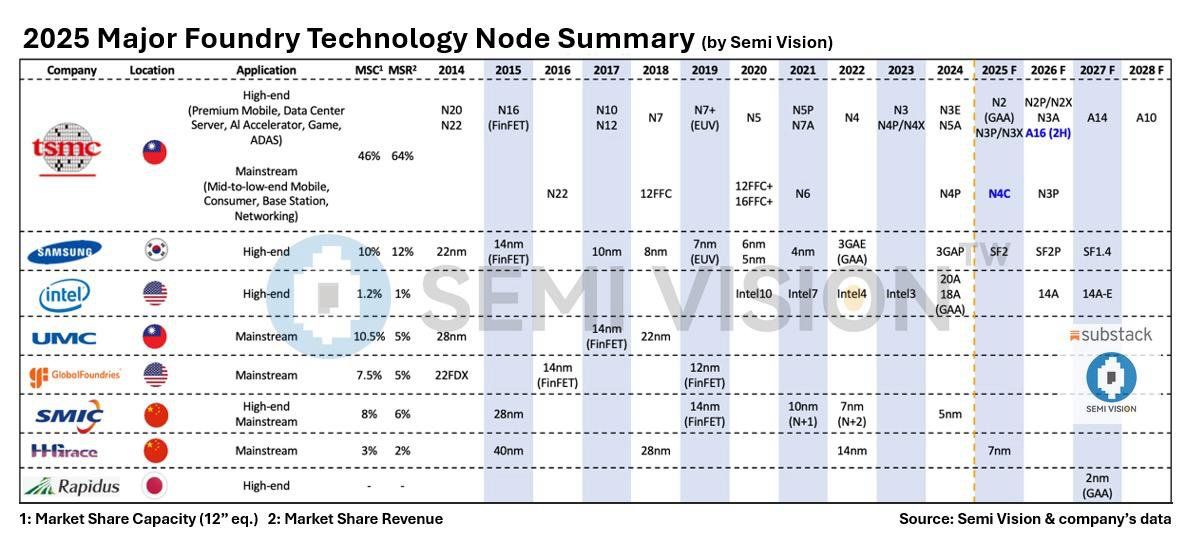 2025 Major Foundry Technology Node Summary (by Semi Vision)
Company Location Application MSC¹ MSR² 2014 2015 2016 2017 2018 2019 2020 2021 2022 2023 2024 2025 F 2026 F 2027 F 2028 F
tsmc
High-end
(Premium Mobile, Data Center
Server, AI Accelerator, Game,
ADAS)
46% 64%
N20
N22
N16
(FinFET)
N10
N12
N7
N7+
(EUV)
N5
N5P
N7A
N4
N3
N4P/N4X
N3E
N5A
N2
(GAA)
N3P/N3X
N2P/N2X
N3A
A16 (2H)
A14
A10
Mainstream
(Mid-to-low-end Mobile,
Consumer, Base Station,
Networking)
N22
12FFC
12FFC+
16FFC+
N6
N4P
N4C
N3P
SAMSUNG
High-end
10% 12%
22nm
14nm
(FinFET)
10nm
8nm
7nm
(EUV)
6nm
5nm
4nm
3GAE
(GAA)
3GAP
SF2
SF2P
SF1.4
intel
High-end
1.2% 1%
Intel10
Intel7
Intel4
Intel3
20A
18A
(GAA)
14A
14A-E
UMC
Mainstream
10.5% 5%
28nm
14nm
(FinFET)
22nm
GlobalFoundries
Mainstream
7.5% 5%
22FDX
14nm
(FinFET)
12nm
(FinFET)
SMIC
High-end
Mainstream
8% 6%
28nm
14nm
(FinFET)
10nm
(N+1)
7nm
(N+2)
5nm
HHGrace
Mainstream
3% 2%
40nm
28nm
14nm
7nm
Rapidus
High-end
- -
2nm
(GAA)
SEMI VISION TW
substack
SEMI VISION
1: Market Share Capacity (12” eq.) 2: Market Share Revenue
Source: Semi Vision & company’s data